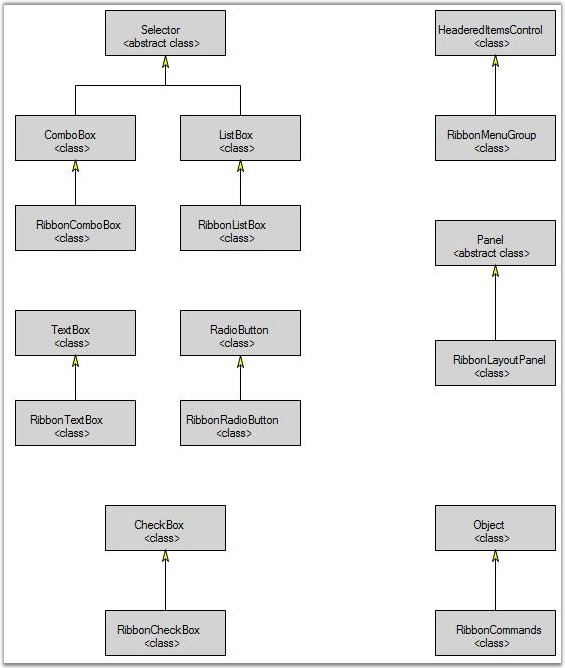 Selector
<abstract class>
HeaderedItemsControl
<class>
ComboBox
<class>
ListBox
<class>
RibbonMenuGroup
<class>
RibbonComboBox
<class>
RibbonListBox
<class>
Panel
<abstract class>
TextBox
<class>
RadioButton
<class>
RibbonLayoutPanel
<class>
RibbonTextBox
<class>
RibbonRadioButton
<class>
CheckBox
<class>
Object
<class>
RibbonCheckBox
<class>
RibbonCommands
<class>